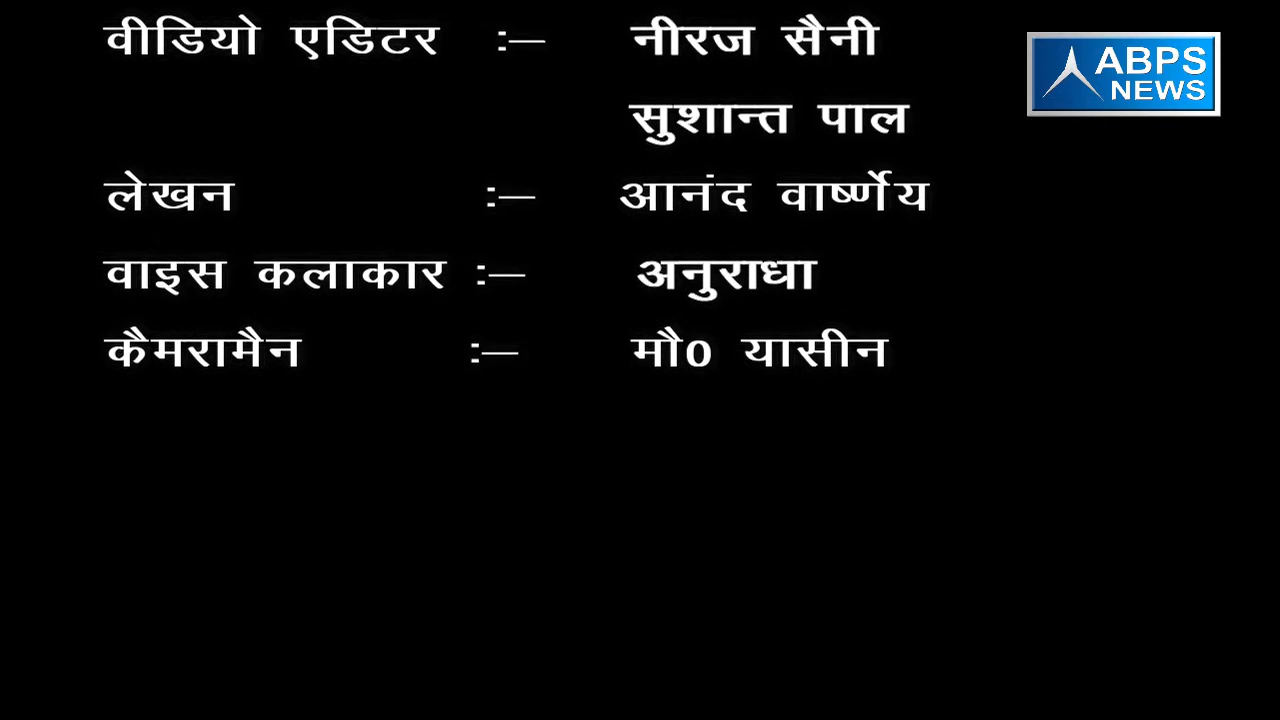 वीडियो एडिटर :— नीरज सैनी
ABPS
NEWS
सुशान्त पाल
लेखन :— आनंद वार्ष्णेय
वाइस कलाकार :— अनुराधा
कैमरामैन :— मौ0 यासीन